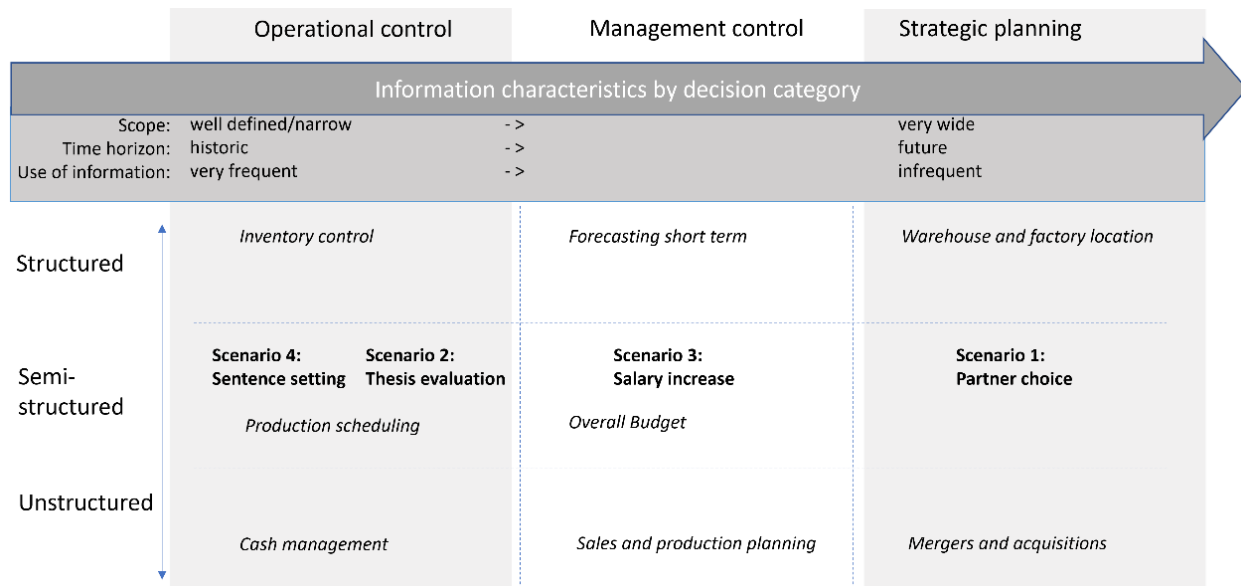 Operational control Management control Strategic planning
Information characteristics by decision category
Scope: well defined/narrow - > very wide
Time horizon: historic - > future
Use of information: very frequent - > infrequent
Inventory control Forecasting short term Warehouse and factory location
Structured
Scenario 4: Scenario 2: Scenario 3: Scenario 1:
Sentence setting Thesis evaluation Salary increase Partner choice
Semi-
structured
Production scheduling Overall Budget
Unstructured
Cash management Sales and production planning Mergers and acquisitions